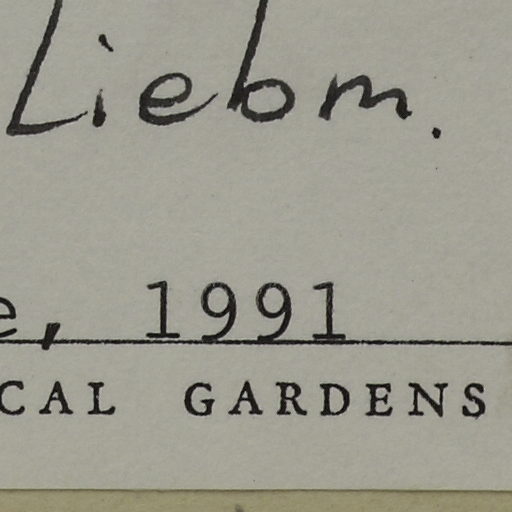 Liebm.
e, 1991
CAL GARDENS